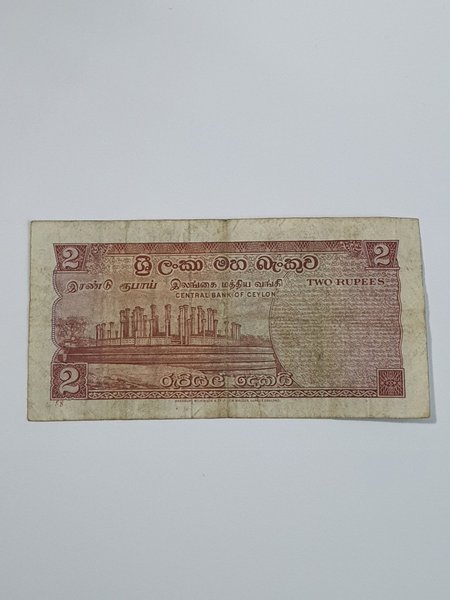 2 ශ්‍රී ලංකා මහ බැංකුව 2
இரண்டு ரூபாய் இலங்கை மத்திய வங்கி TWO RUPEES
CENTRAL BANK OF CEYLON
2 රුපියල් දෙකයි